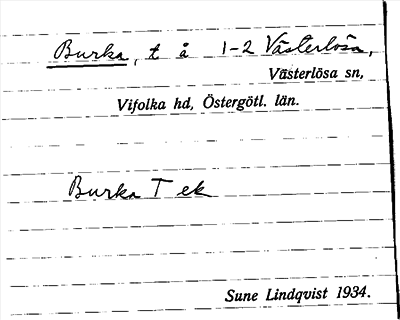 Burka, t å 1-2 Västerlösa,
Västerlösa sn,
Vifolka hd, Östergötl. län.
Burka T ek
Sune Lindqvist 1934.